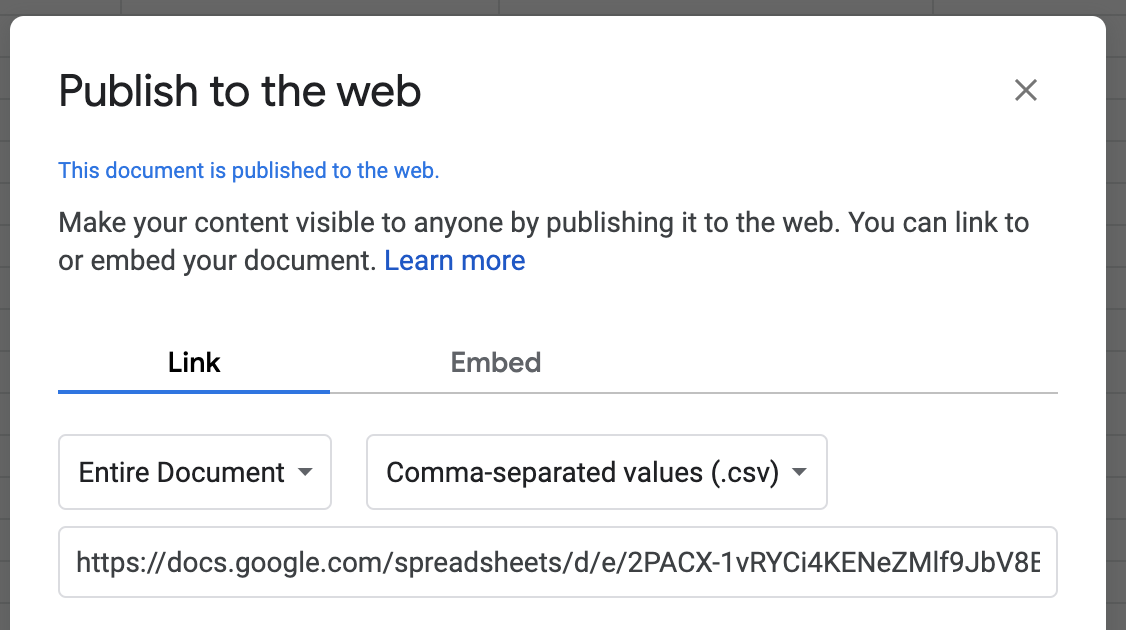 Publish to the web
This document is published to the web.
Make your content visible to anyone by publishing it to the web. You can link to
or embed your document. Learn more
Link Embed
Entire Document Comma-separated values (.csv)
https://docs.google.com/spreadsheets/d/e/2PACX-1vRYCi4KENeZMlf9JbV8E